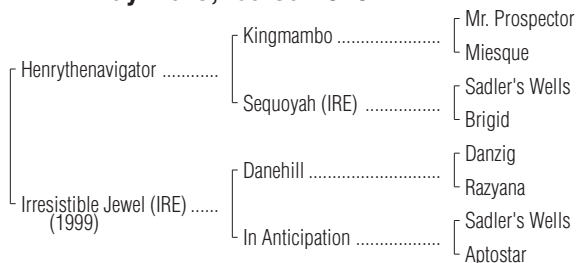 Kingmambo ..................
Mr. Prospector
Miesque
Henrythenavigator ............
Sequoyah (IRE) .................
Sadler's Wells
Brigid
Danehill ..........................
Danzig
Razyana
Irresistible Jewel (IRE) ......
(1999)
In Anticipation ...................
Sadler's Wells
Aptostar